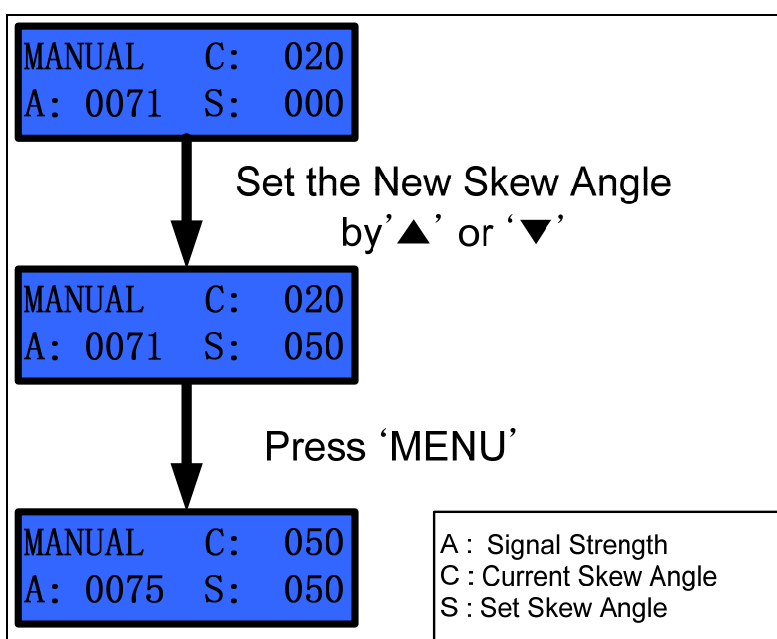 MANUAL C: 020
A: 0071 S: 000
Set the New Skew Angle
by’▲’ or ‘▼’
MANUAL C: 020
A: 0071 S: 050
Press ‘MENU’
MANUAL C: 050
A: 0075 S: 050
A : Signal Strength
C : Current Skew Angle
S : Set Skew Angle